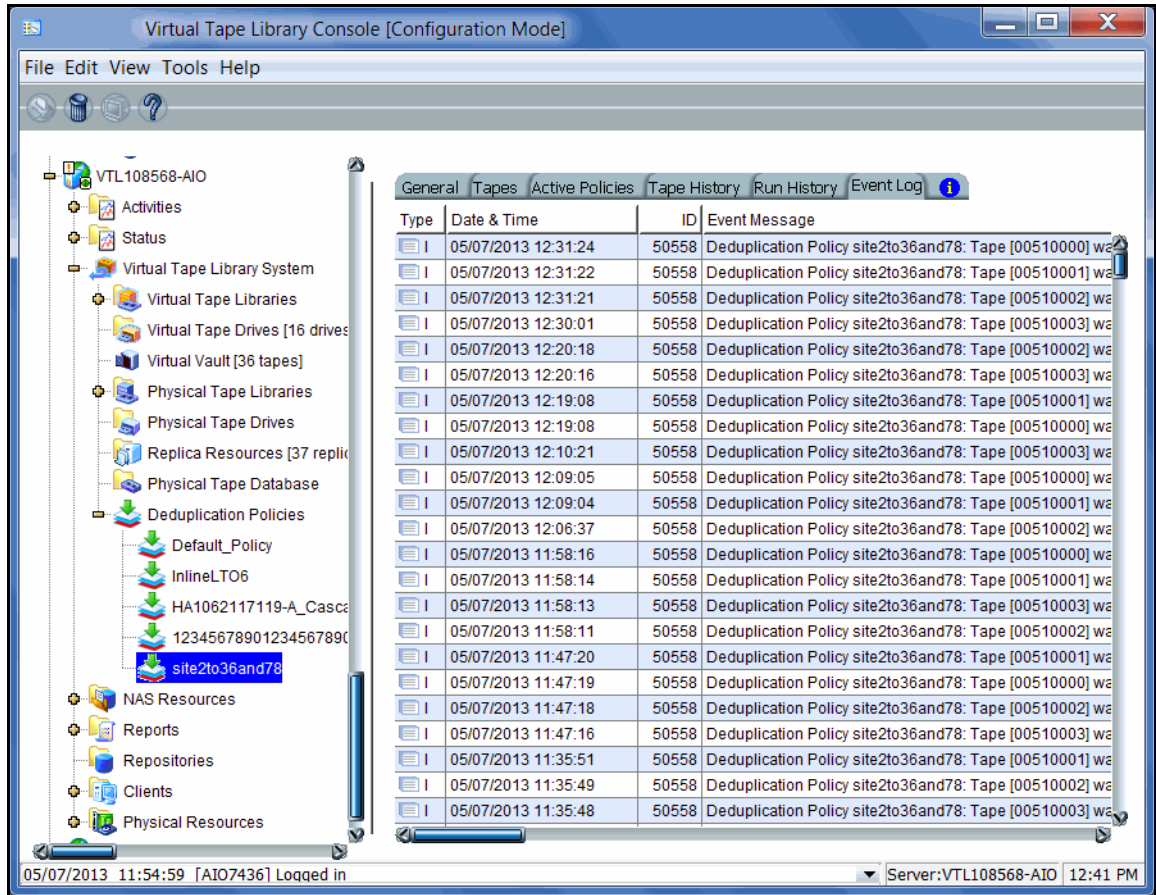 Virtual Tape Library Console [Configuration Mode]
File Edit View Tools Help
VTL108568-AIO
Activities
Status
Virtual Tape Library System
Virtual Tape Libraries
Virtual Tape Drives [16 drives
Virtual Vault [36 tapes]
Physical Tape Libraries
Physical Tape Drives
Replica Resources [37 replic
Physical Tape Database
Deduplication Policies
Default_Policy
InlineLTO6
HA1062117119-A_Casca
1234567890123456789
site2to36and78
NAS Resources
Reports
Repositories
Clients
Physical Resources
General Tapes Active Policies Tape History Run History Event Log
Type Date & Time ID Event Message
I 05/07/2013 12:31:24 50558 Deduplication Policy site2to36and78: Tape [00510000] wa
I 05/07/2013 12:31:22 50558 Deduplication Policy site2to36and78: Tape [00510001] wa
I 05/07/2013 12:31:21 50558 Deduplication Policy site2to36and78: Tape [00510002] wa
I 05/07/2013 12:30:01 50558 Deduplication Policy site2to36and78: Tape [00510003] wa
I 05/07/2013 12:20:18 50558 Deduplication Policy site2to36and78: Tape [00510002] wa
I 05/07/2013 12:20:16 50558 Deduplication Policy site2to36and78: Tape [00510003] wa
I 05/07/2013 12:19:08 50558 Deduplication Policy site2to36and78: Tape [00510001] wa
I 05/07/2013 12:19:08 50558 Deduplication Policy site2to36and78: Tape [00510000] wa
I 05/07/2013 12:10:21 50558 Deduplication Policy site2to36and78: Tape [00510003] wa
I 05/07/2013 12:09:05 50558 Deduplication Policy site2to36and78: Tape [00510000] wa
I 05/07/2013 12:09:04 50558 Deduplication Policy site2to36and78: Tape [00510001] wa
I 05/07/2013 12:06:37 50558 Deduplication Policy site2to36and78: Tape [00510002] wa
I 05/07/2013 11:58:16 50558 Deduplication Policy site2to36and78: Tape [00510000] wa
I 05/07/2013 11:58:14 50558 Deduplication Policy site2to36and78: Tape [00510001] wa
I 05/07/2013 11:58:13 50558 Deduplication Policy site2to36and78: Tape [00510003] wa
I 05/07/2013 11:58:11 50558 Deduplication Policy site2to36and78: Tape [00510002] wa
I 05/07/2013 11:47:20 50558 Deduplication Policy site2to36and78: Tape [00510001] wa
I 05/07/2013 11:47:19 50558 Deduplication Policy site2to36and78: Tape [00510000] wa
I 05/07/2013 11:47:18 50558 Deduplication Policy site2to36and78: Tape [00510002] wa
I 05/07/2013 11:47:16 50558 Deduplication Policy site2to36and78: Tape [00510003] wa
I 05/07/2013 11:35:51 50558 Deduplication Policy site2to36and78: Tape [00510001] wa
I 05/07/2013 11:35:49 50558 Deduplication Policy site2to36and78: Tape [00510002] wa
I 05/07/2013 11:35:48 50558 Deduplication Policy site2to36and78: Tape [00510003] wa
05/07/2013 11:54:59 [AIO7436] Logged in
Server:VTL108568-AIO 12:41 PM